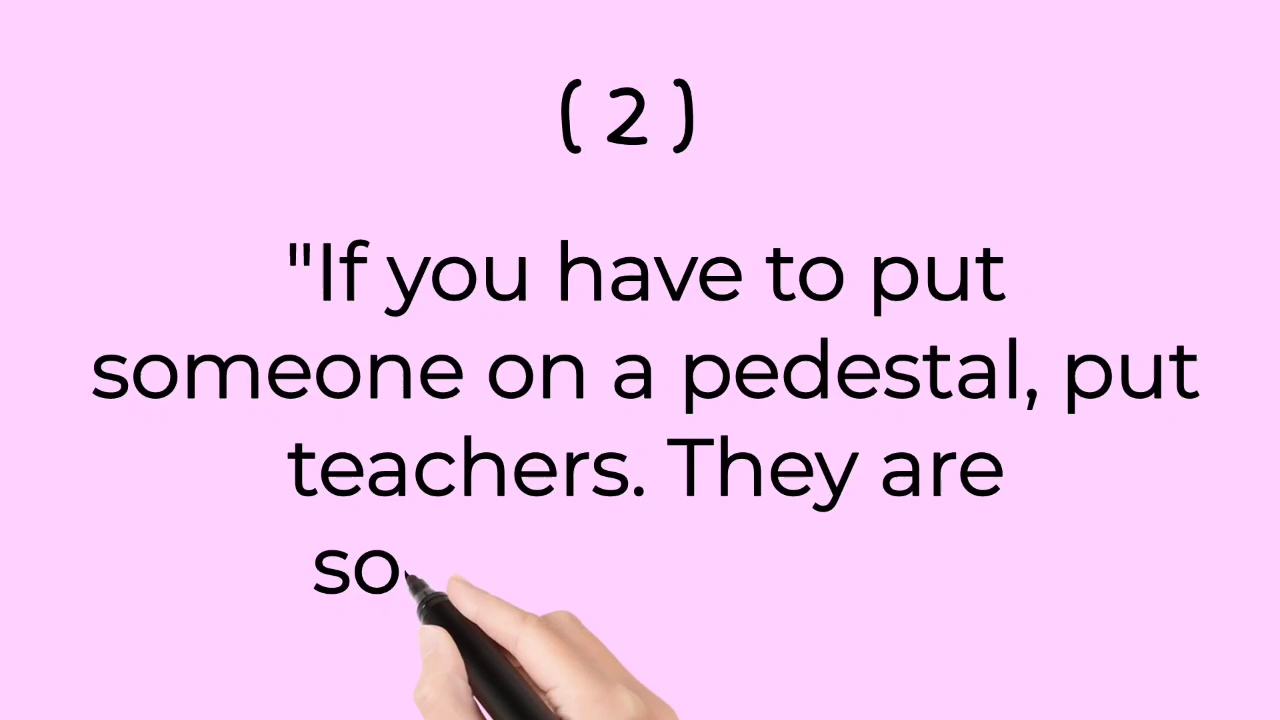 ( 2 )
"If you have to put
someone on a pedestal, put
teachers. They are
so